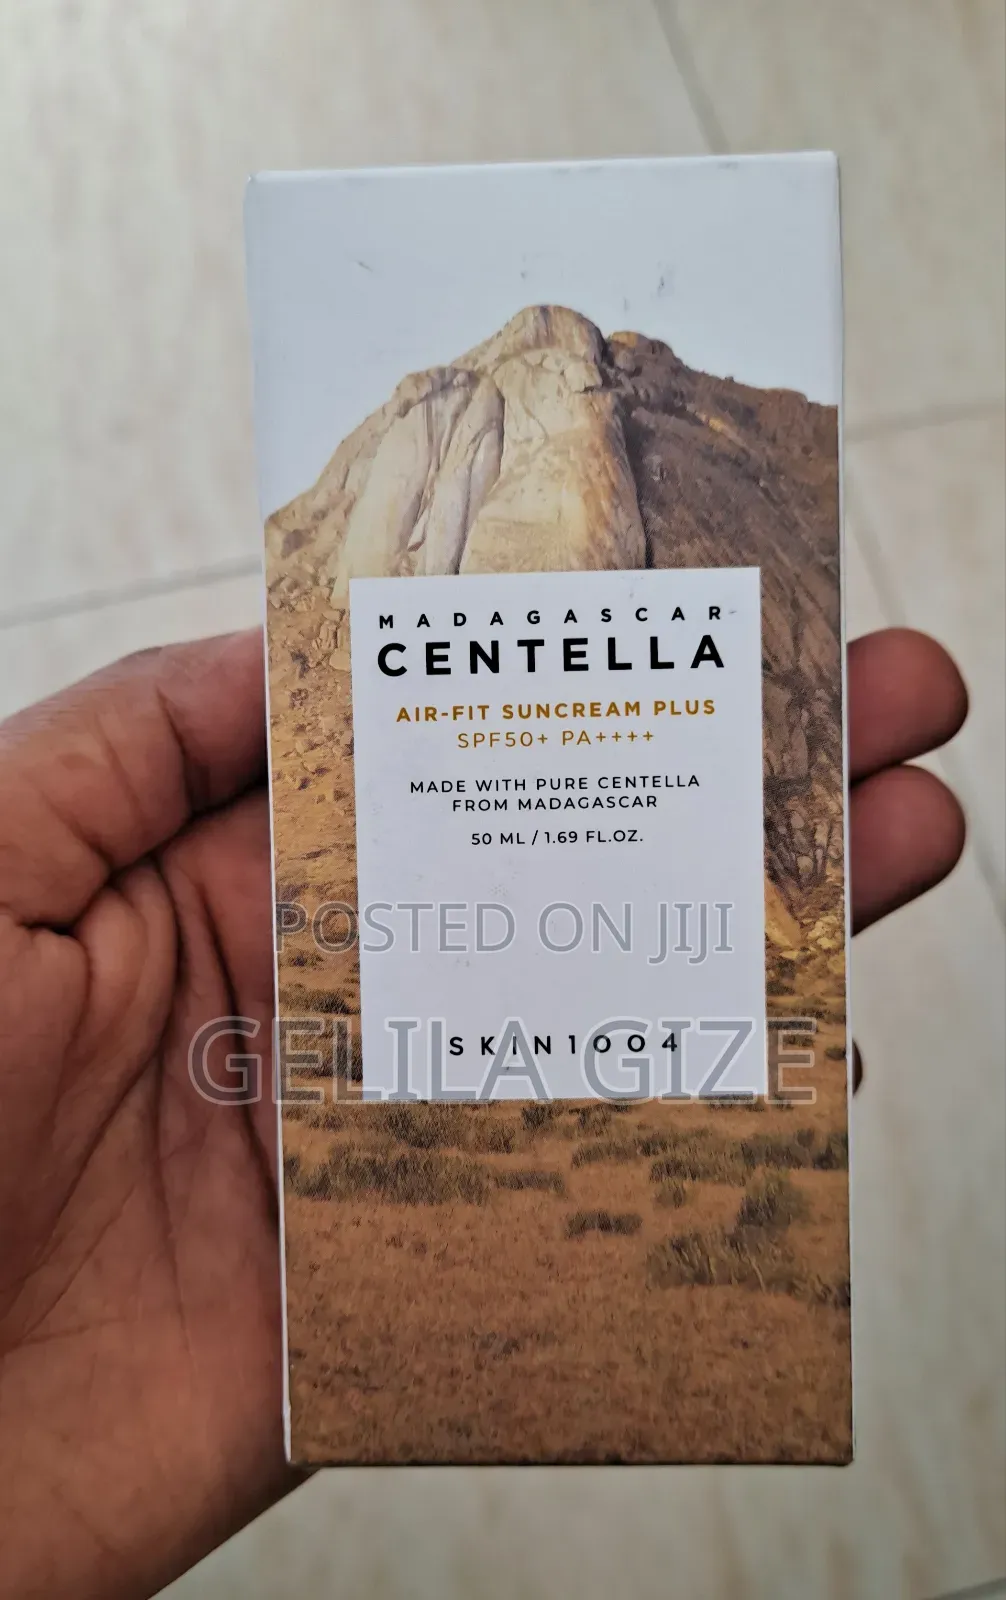 MADAGASCAR
CENTELLA
AIR-FIT SUNCREAM PLUS
SPF50+ PA++++
MADE WITH PURE CENTELLA
FROM MADAGASCAR
50 ML / 1.69 FL.OZ.
POSTED ON JIJI
GELILA GIZE
SKIN1004